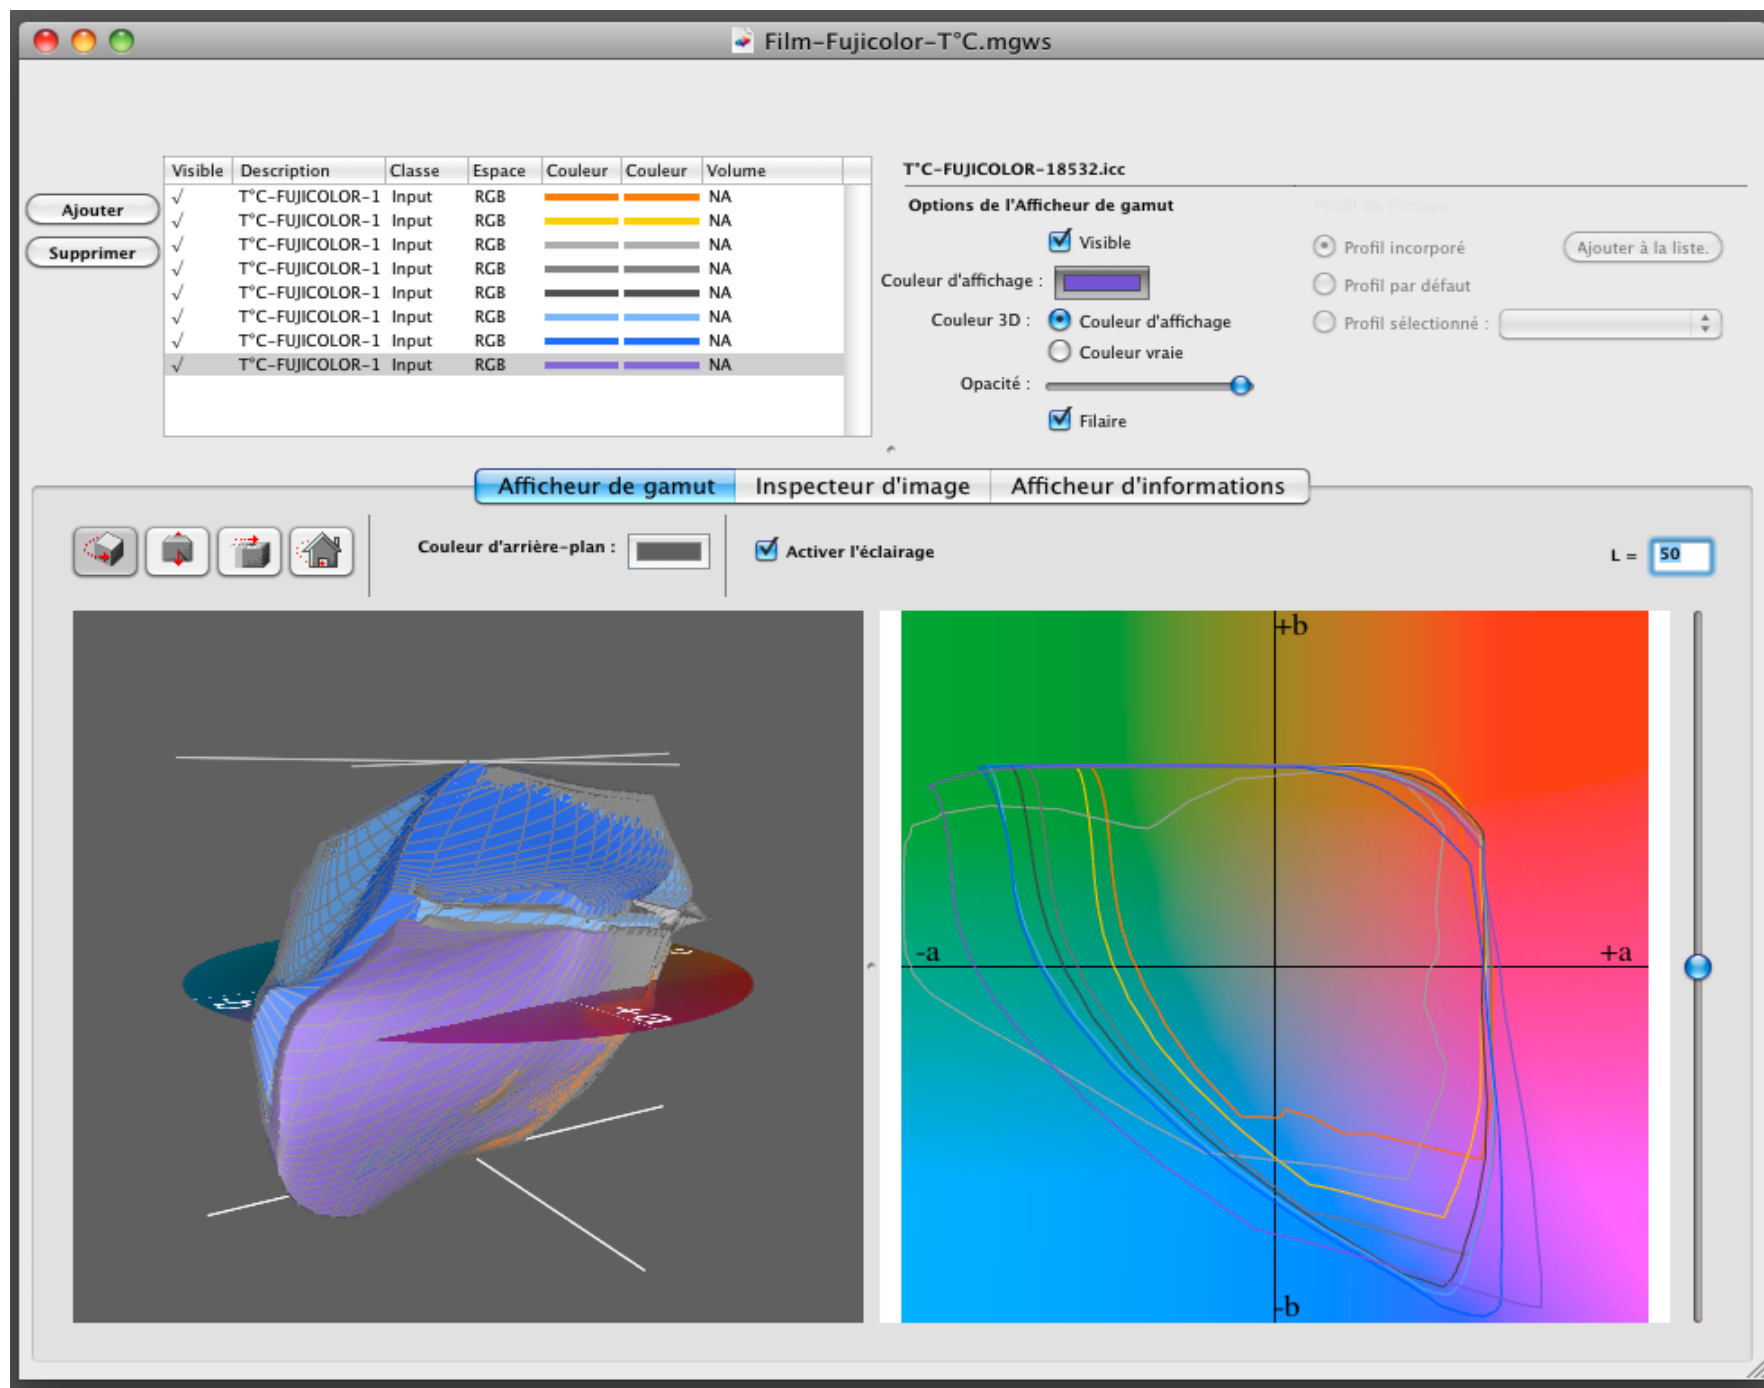 Film-Fujicolor-T°C.mgws
Ajouter
Supprimer
Visible Description Classe Espace Couleur Couleur Volume
√ T°C-FUJICOLOR-1 Input RGB NA
√ T°C-FUJICOLOR-1 Input RGB NA
√ T°C-FUJICOLOR-1 Input RGB NA
√ T°C-FUJICOLOR-1 Input RGB NA
√ T°C-FUJICOLOR-1 Input RGB NA
√ T°C-FUJICOLOR-1 Input RGB NA
√ T°C-FUJICOLOR-1 Input RGB NA
√ T°C-FUJICOLOR-1 Input RGB NA
T°C-FUJICOLOR-18532.icc
Options de l'Afficheur de gamut
Visible
Couleur d'affichage :
Couleur 3D : Couleur d'affichage
Couleur vraie
Opacité :
Filaire
Profil de l'image
Profil incorporé
Ajouter à la liste.
Profil par défaut
Profil sélectionné :
Afficheur de gamut Inspecteur d'image Afficheur d'informations
Couleur d'arrière-plan :
Activer l'éclairage
L = 50
+a
+b
-a
+a
-b